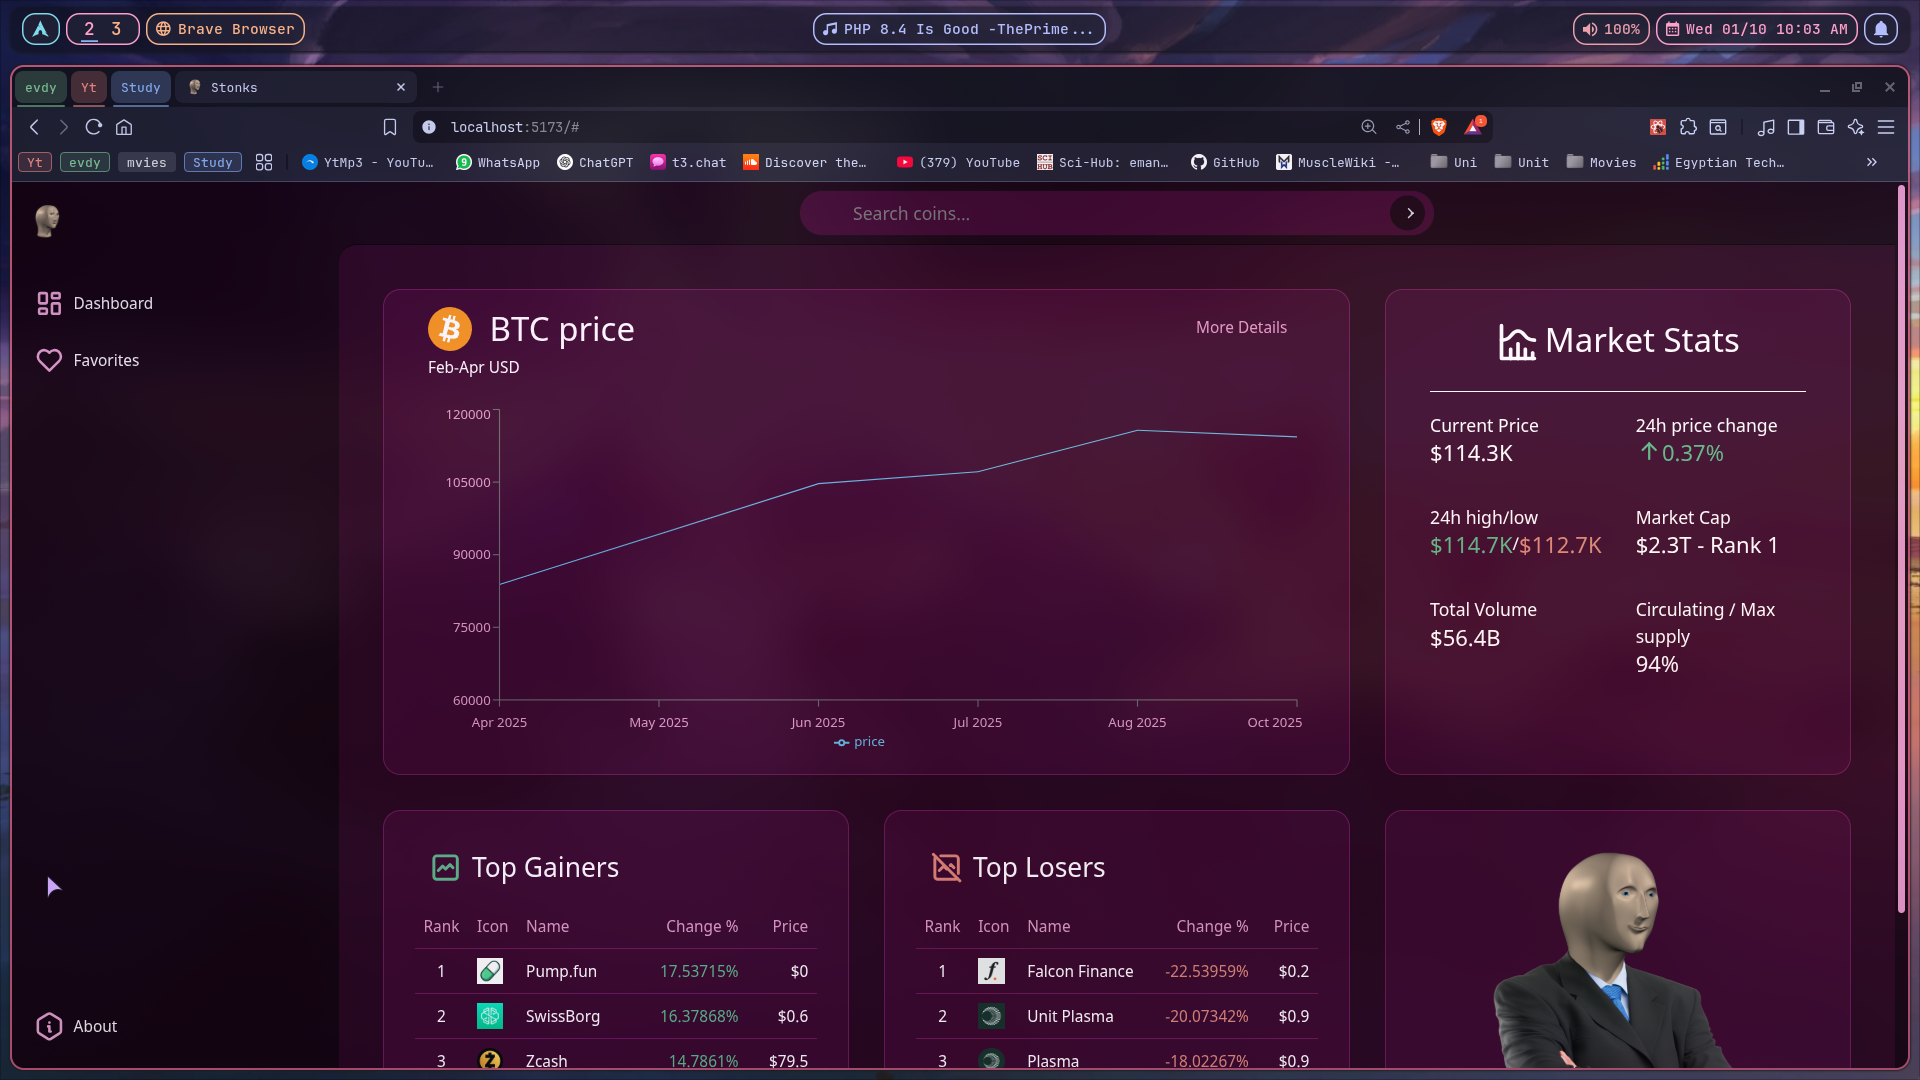 2 3 Brave Browser PHP 8.4 Is Good -ThePrime... 100% Wed 01/10 10:03 AM
evdy Yt Study Stonks
localhost:5173/# 1
Yt evdy mvies Study YtMp3 - YouTu… WhatsApp ChatGPT t3.chat Discover the… (379) YouTube Sci-Hub: eman… GitHub MuscleWiki -… Uni Unit Movies Egyptian Tech… »
Search coins...
Dashboard
Favorites
About
BTC price
More Details
Feb-Apr USD
120000
105000
90000
75000
60000
Apr 2025 May 2025 Jun 2025 Jul 2025 Aug 2025 Oct 2025
price
Market Stats
Current Price
$114.3K
24h price change
0.37%
24h high/low
$114.7K/$112.7K
Market Cap
$2.3T - Rank 1
Total Volume
$56.4B
Circulating / Max
supply
94%
Top Gainers
Rank Icon Name Change % Price
1 Pump.fun 17.53715% $0
2 SwissBorg 16.37868% $0.6
3 Zcash 14.7861% $79.5
Top Losers
Rank Icon Name Change % Price
1 Falcon Finance -22.53959% $0.2
2 Unit Plasma -20.07342% $0.9
3 Plasma -18.02267% $0.9